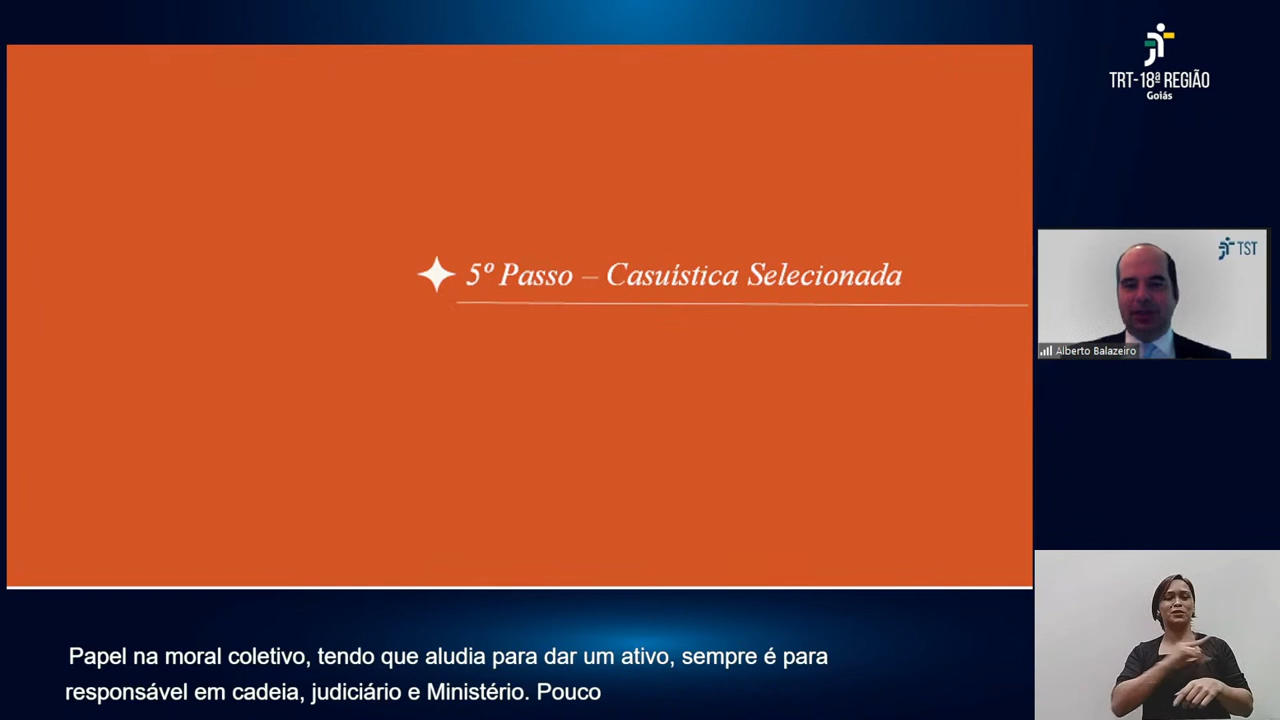 TRT-18ª REGIÃO
Goiás
5º Passo – Casuística Selecionada
TST
Alberto Balazeiro
Papel na moral coletivo, tendo que aludia para dar um ativo, sempre é para
responsável em cadeia, judiciário e Ministério. Pouco